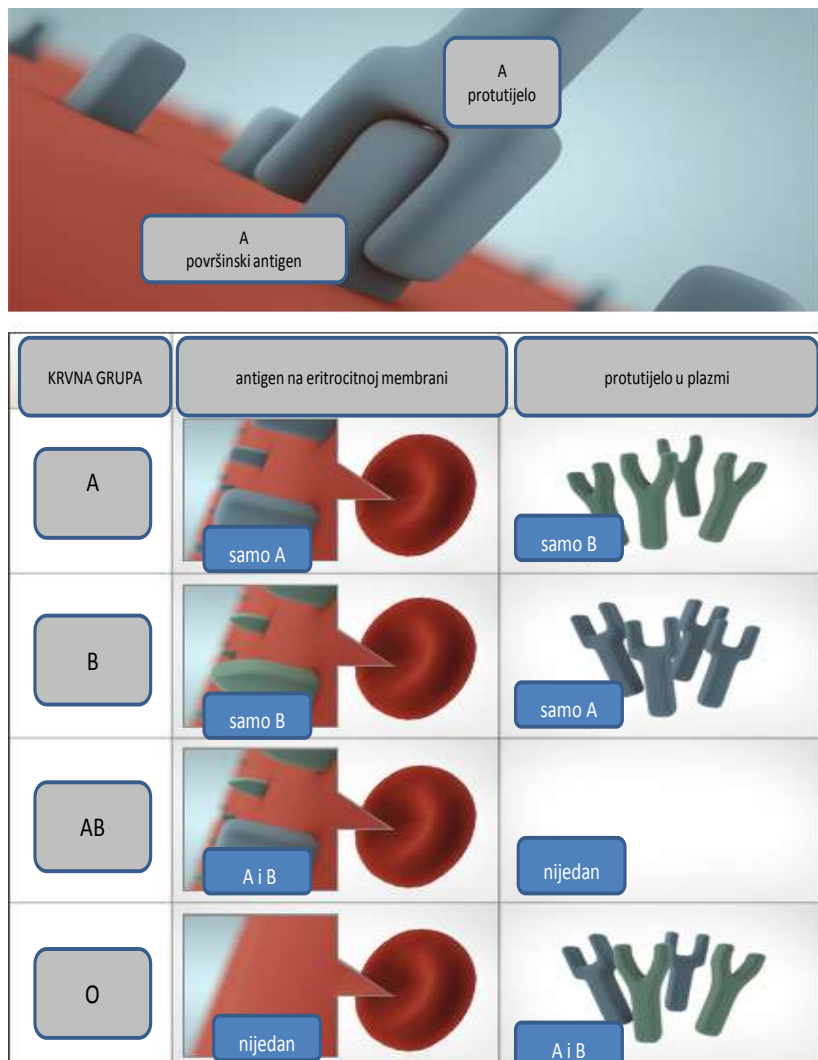 A
protutijelo
A
površinski antigen
KRVNA GRUPA
antigen na eritrocitnoj membrani
protutijelo u plazmi
A
samo A
samo B
B
samo B
samo A
AB
A i B
nijedan
O
nijedan
A i B